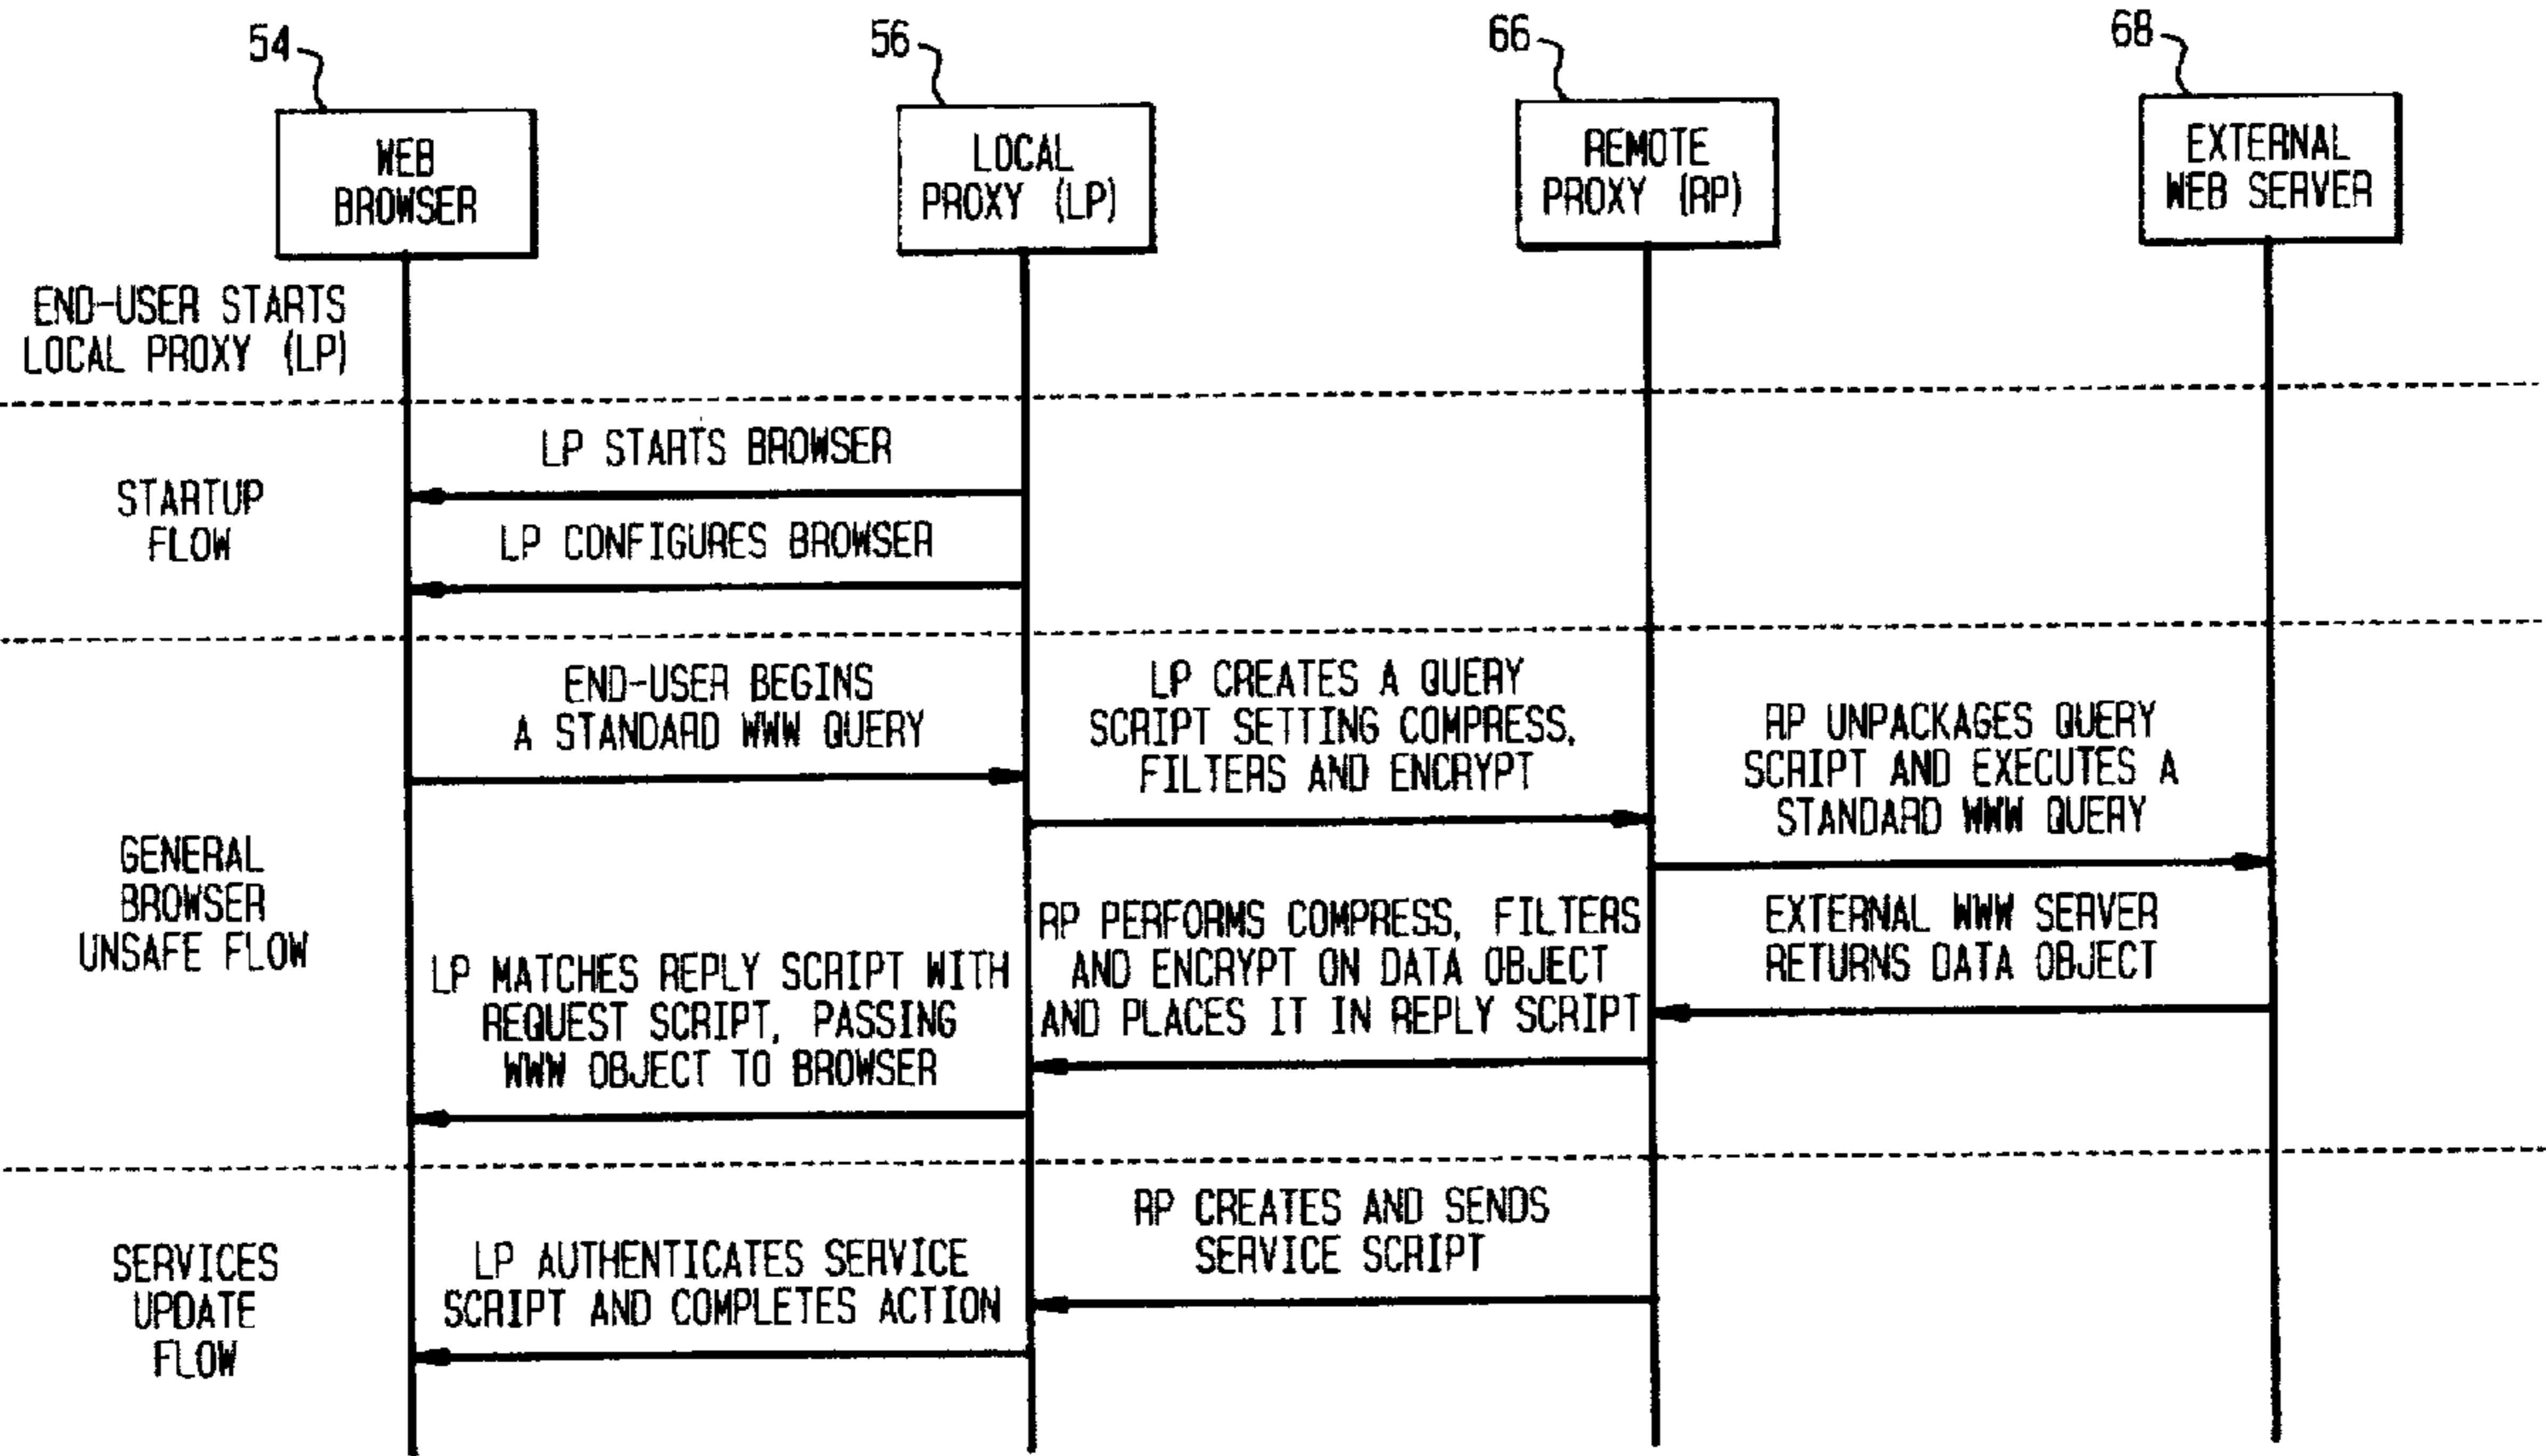 54
56
66
68
WEB
BROWSER
LOCAL
PROXY (LP)
REMOTE
PROXY (RP)
EXTERNAL
WEB SERVER
END-USER STARTS
LOCAL PROXY (LP)
STARTUP
FLOW
LP STARTS BROWSER
LP CONFIGURES BROWSER
GENERAL
BROWSER
UNSAFE FLOW
END-USER BEGINS
A STANDARD WWW QUERY
LP CREATES A QUERY
SCRIPT SETTING COMPRESS,
FILTERS AND ENCRYPT
RP UNPACKAGES QUERY
SCRIPT AND EXECUTES A
STANDARD WWW QUERY
EXTERNAL WWW SERVER
RETURNS DATA OBJECT
RP PERFORMS COMPRESS, FILTERS
AND ENCRYPT ON DATA OBJECT
AND PLACES IT IN REPLY SCRIPT
LP MATCHES REPLY SCRIPT WITH
REQUEST SCRIPT, PASSING
WWW OBJECT TO BROWSER
SERVICES
UPDATE
FLOW
RP CREATES AND SENDS
SERVICE SCRIPT
LP AUTHENTICATES SERVICE
SCRIPT AND COMPLETES ACTION